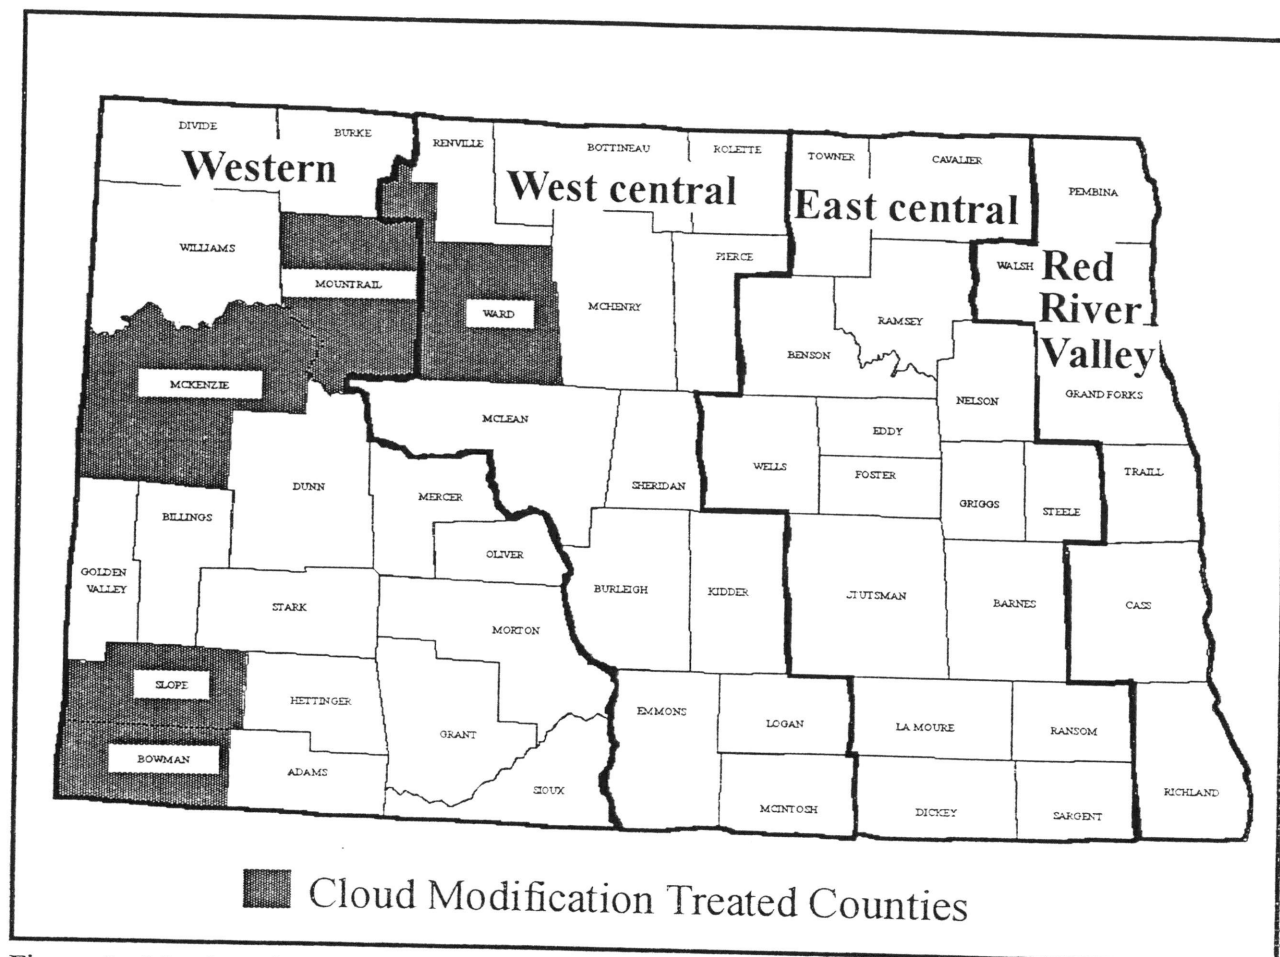 DIVIDE
BURKE
RENVILLE
BOTTINEAU
ROLETTE
TOWNER
CAVALIER
PEMBINA
Western
West central
East central
WILLIAMS
MOUNTRAIL
WARD
MCHENRY
PIERCE
RAMSEY
WALSH
Red
River
Valley
BENSON
MCKENZIE
NELSON
GRAND FORKS
MCLEAN
SHERIDAN
WELLS
EDDY
FOSTER
GRIGGS
STEELE
TRAILL
DUNN
MERCER
BILLINGS
OLIVER
GOLDEN
VALLEY
STARK
BURLEIGH
KIDDER
BARNES
CASS
MORTON
SLOPE
HETTINGER
EMMONS
LOGAN
LA MOURE
RANSOM
GRANT
BOWMAN
ADAMS
SIOUX
MCINTOSH
DICKEY
SARGENT
RICHLAND
Cloud Modification Treated Counties